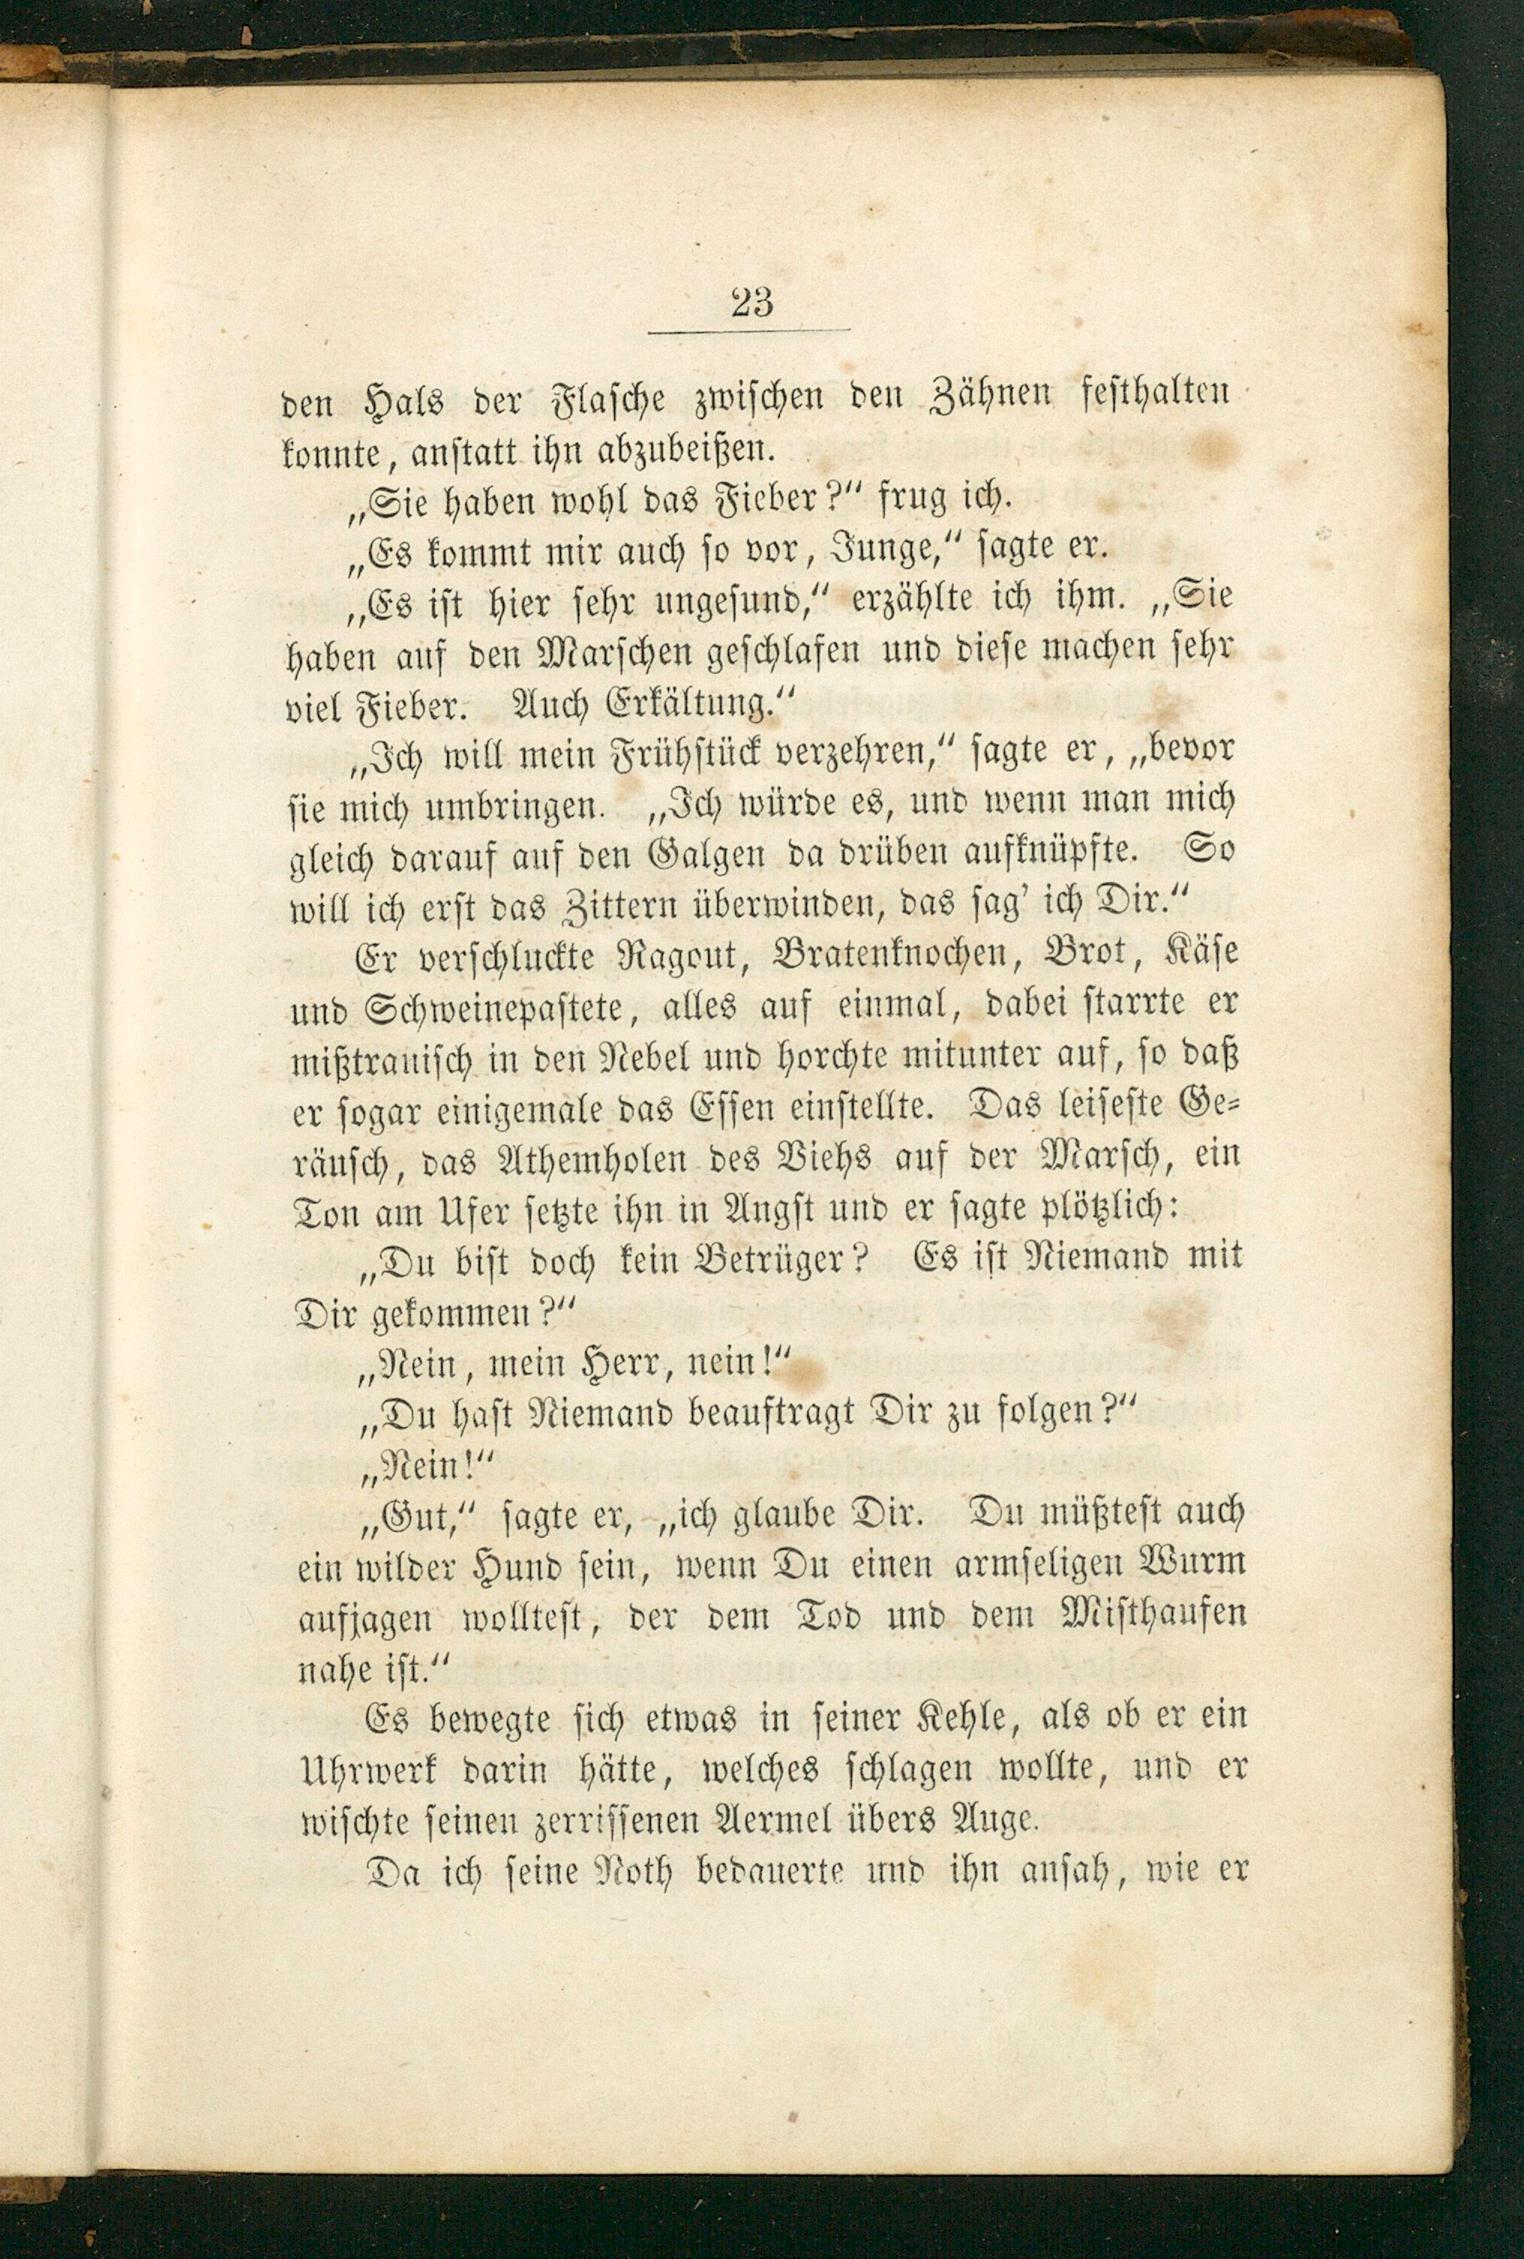 23
den Hals der Flasche zwischen den Zähnen festhalten
konnte, anstatt ihn abzubeißen.
„Sie haben wohl das Fieber?“ frug ich.
„Es kommt mir auch so vor, Junge,“ sagte er.
„Es ist hier sehr ungesund,“ erzählte ich ihm. „Sie
haben auf den Marschen geschlafen und diese machen sehr
viel Fieber. Auch Erkältung.“
„Ich will mein Frühstück verzehren,“ sagte er, „bevor
sie mich umbringen. „Ich würde es, und wenn man mich
gleich darauf auf den Galgen da drüben aufknüpfte. So
will ich erst das Zittern überwinden, das sag’ ich Dir.“
Er verschluckte Ragout, Bratenknochen, Brot, Käse
und Schweinepastete, alles auf einmal, dabei starrte er
mißtrauisch in den Nebel und horchte mitunter auf, so daß
er sogar einigemale das Essen einstellte. Das leiseste Ge-
räusch, das Athemholen des Viehs auf der Marsch, ein
Ton am Ufer setzte ihn in Angst und er sagte plötzlich:
„Du bist doch kein Betrüger? Es ist Niemand mit
Dir gekommen?“
„Nein, mein Herr, nein!“
„Du hast Niemand beauftragt Dir zu folgen?“
„Nein!“
„Gut,“ sagte er, „ich glaube Dir. Du müßtest auch
ein wilder Hund sein, wenn Du einen armseligen Wurm
aufjagen wolltest, der dem Tod und dem Misthaufen
nahe ist.“
Es bewegte sich etwas in seiner Kehle, als ob er ein
Uhrwerk darin hätte, welches schlagen wollte, und er
wischte seinen zerrissenen Aermel übers Auge.
Da ich seine Noth bedauerte und ihn ansah, wie er